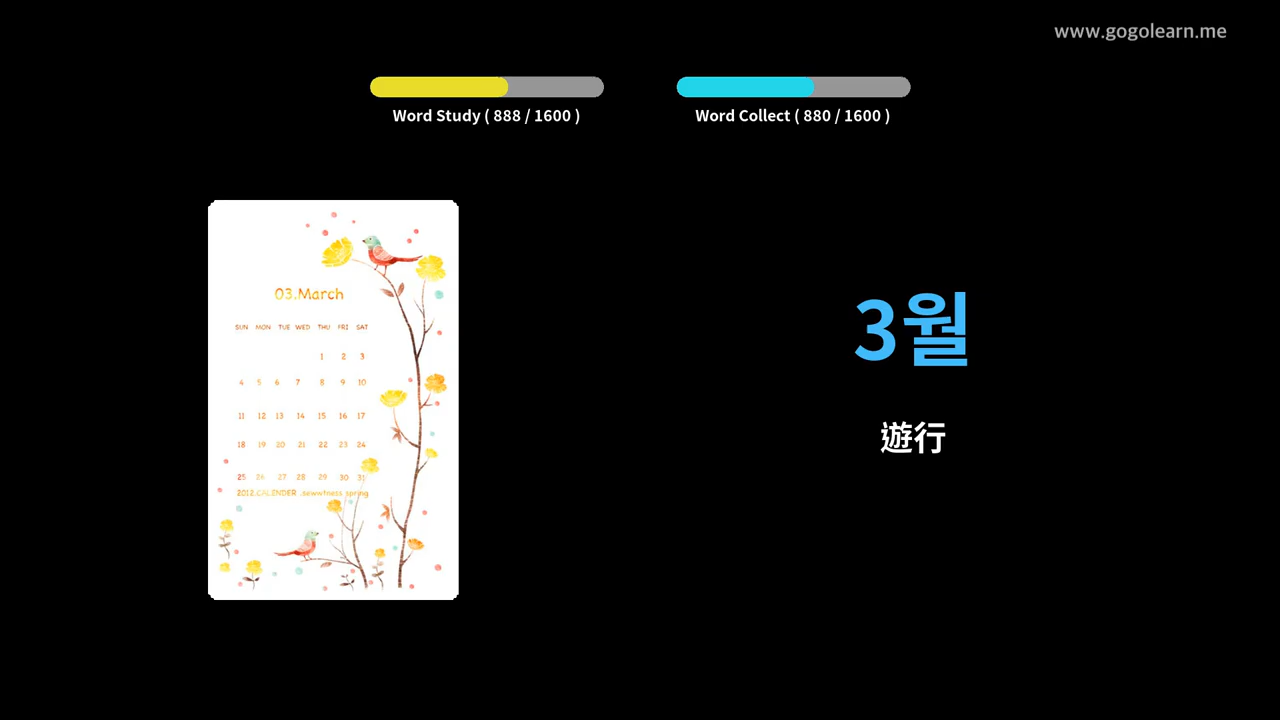 www.gogolearn.me
Word Study ( 888 / 1600 )
Word Collect ( 880 / 1600 )
03.March
SUN MON TUE WED THU FRI SAT
1 2 3
4 5 6 7 8 9 10
11 12 13 14 15 16 17
18 19 20 21 22 23 24
25 26 27 28 29 30 31
2012.CALENDER .sewwtness spring
3월
遊行